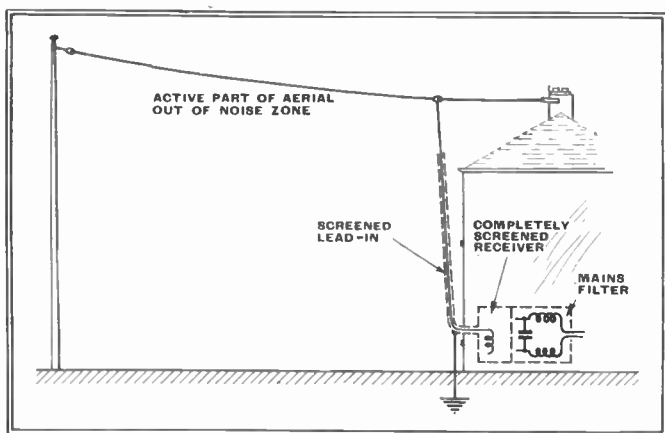 ACTIVE PART OF AERIAL
OUT OF NOISE ZONE
SCREENED
LEAD-IN
COMPLETELY
SCREENED
RECEIVER
MAINS
FILTER